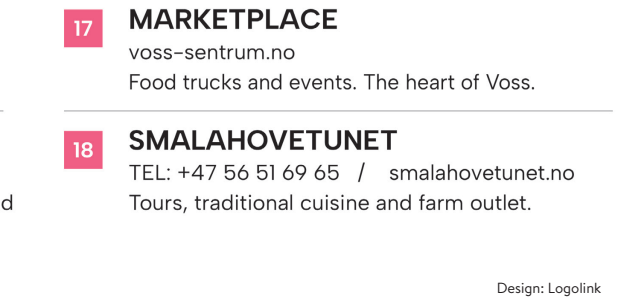 17
MARKETPLACE
voss-sentrum.no
Food trucks and events. The heart of Voss.
18
SMALAHOVETUNET
TEL: +47 56 51 69 65 / smalahovetunet.no
d
Tours, traditional cuisine and farm outlet.
Design: Logolink